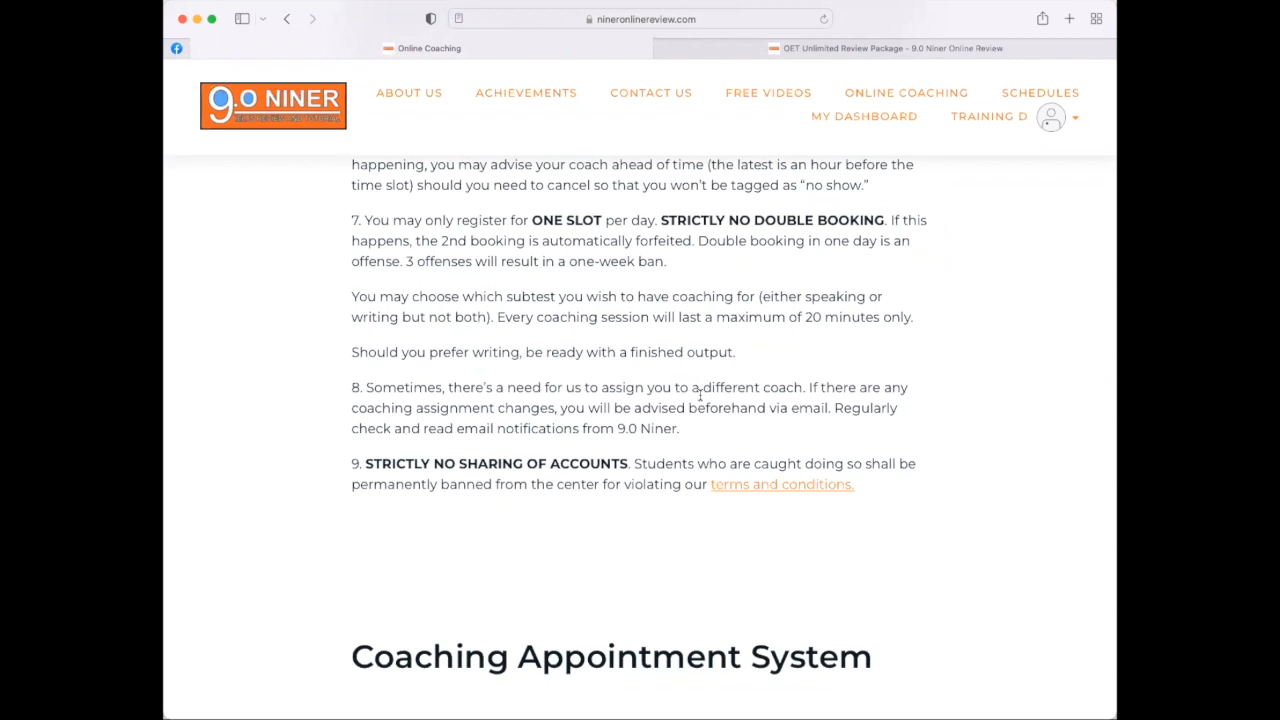 nineronlinereview.com
Online Coaching
OET Unlimited Review Package - 9.0 Niner Online Review
9.0 NINER
IELTS REVIEW AND TUTORIAL
ABOUT US
ACHIEVEMENTS
CONTACT US
FREE VIDEOS
ONLINE COACHING
SCHEDULES
MY DASHBOARD
TRAINING D
happening, you may advise your coach ahead of time (the latest is an hour before the
time slot) should you need to cancel so that you won't be tagged as “no show.”
7. You may only register for ONE SLOT per day. STRICTLY NO DOUBLE BOOKING. If this
happens, the 2nd booking is automatically forfeited. Double booking in one day is an
offense. 3 offenses will result in a one-week ban.
You may choose which subtest you wish to have coaching for (either speaking or
writing but not both). Every coaching session will last a maximum of 20 minutes only.
Should you prefer writing, be ready with a finished output.
8. Sometimes, there's a need for us to assign you to a different coach. If there are any
coaching assignment changes, you will be advised beforehand via email. Regularly
check and read email notifications from 9.0 Niner.
9. STRICTLY NO SHARING OF ACCOUNTS. Students who are caught doing so shall be
permanently banned from the center for violating our terms and conditions.
Coaching Appointment System